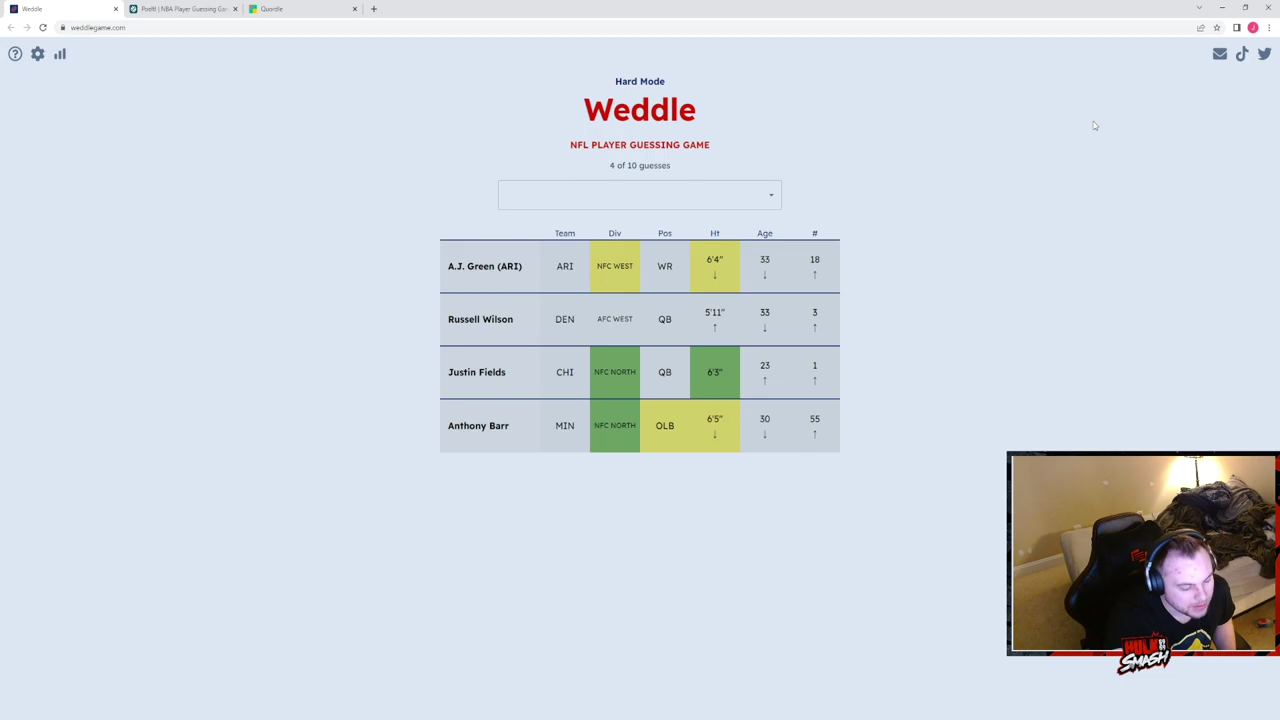 Weddle
Poeltl | NBA Player Guessing Ga
Quordle
weddlegame.com
J
Hard Mode
Weddle
NFL PLAYER GUESSING GAME
4 of 10 guesses
Team Div Pos Ht Age #
A.J. Green (ARI) ARI NFC WEST WR 6'4" ↓ 33 ↓ 18 ↑
Russell Wilson DEN AFC WEST QB 5'11" ↑ 33 ↓ 3 ↑
Justin Fields CHI NFC NORTH QB 6'3" 23 ↑ 1 ↑
Anthony Barr MIN NFC NORTH OLB 6'5" ↓ 30 ↓ 55 ↑
HULK
SMASH